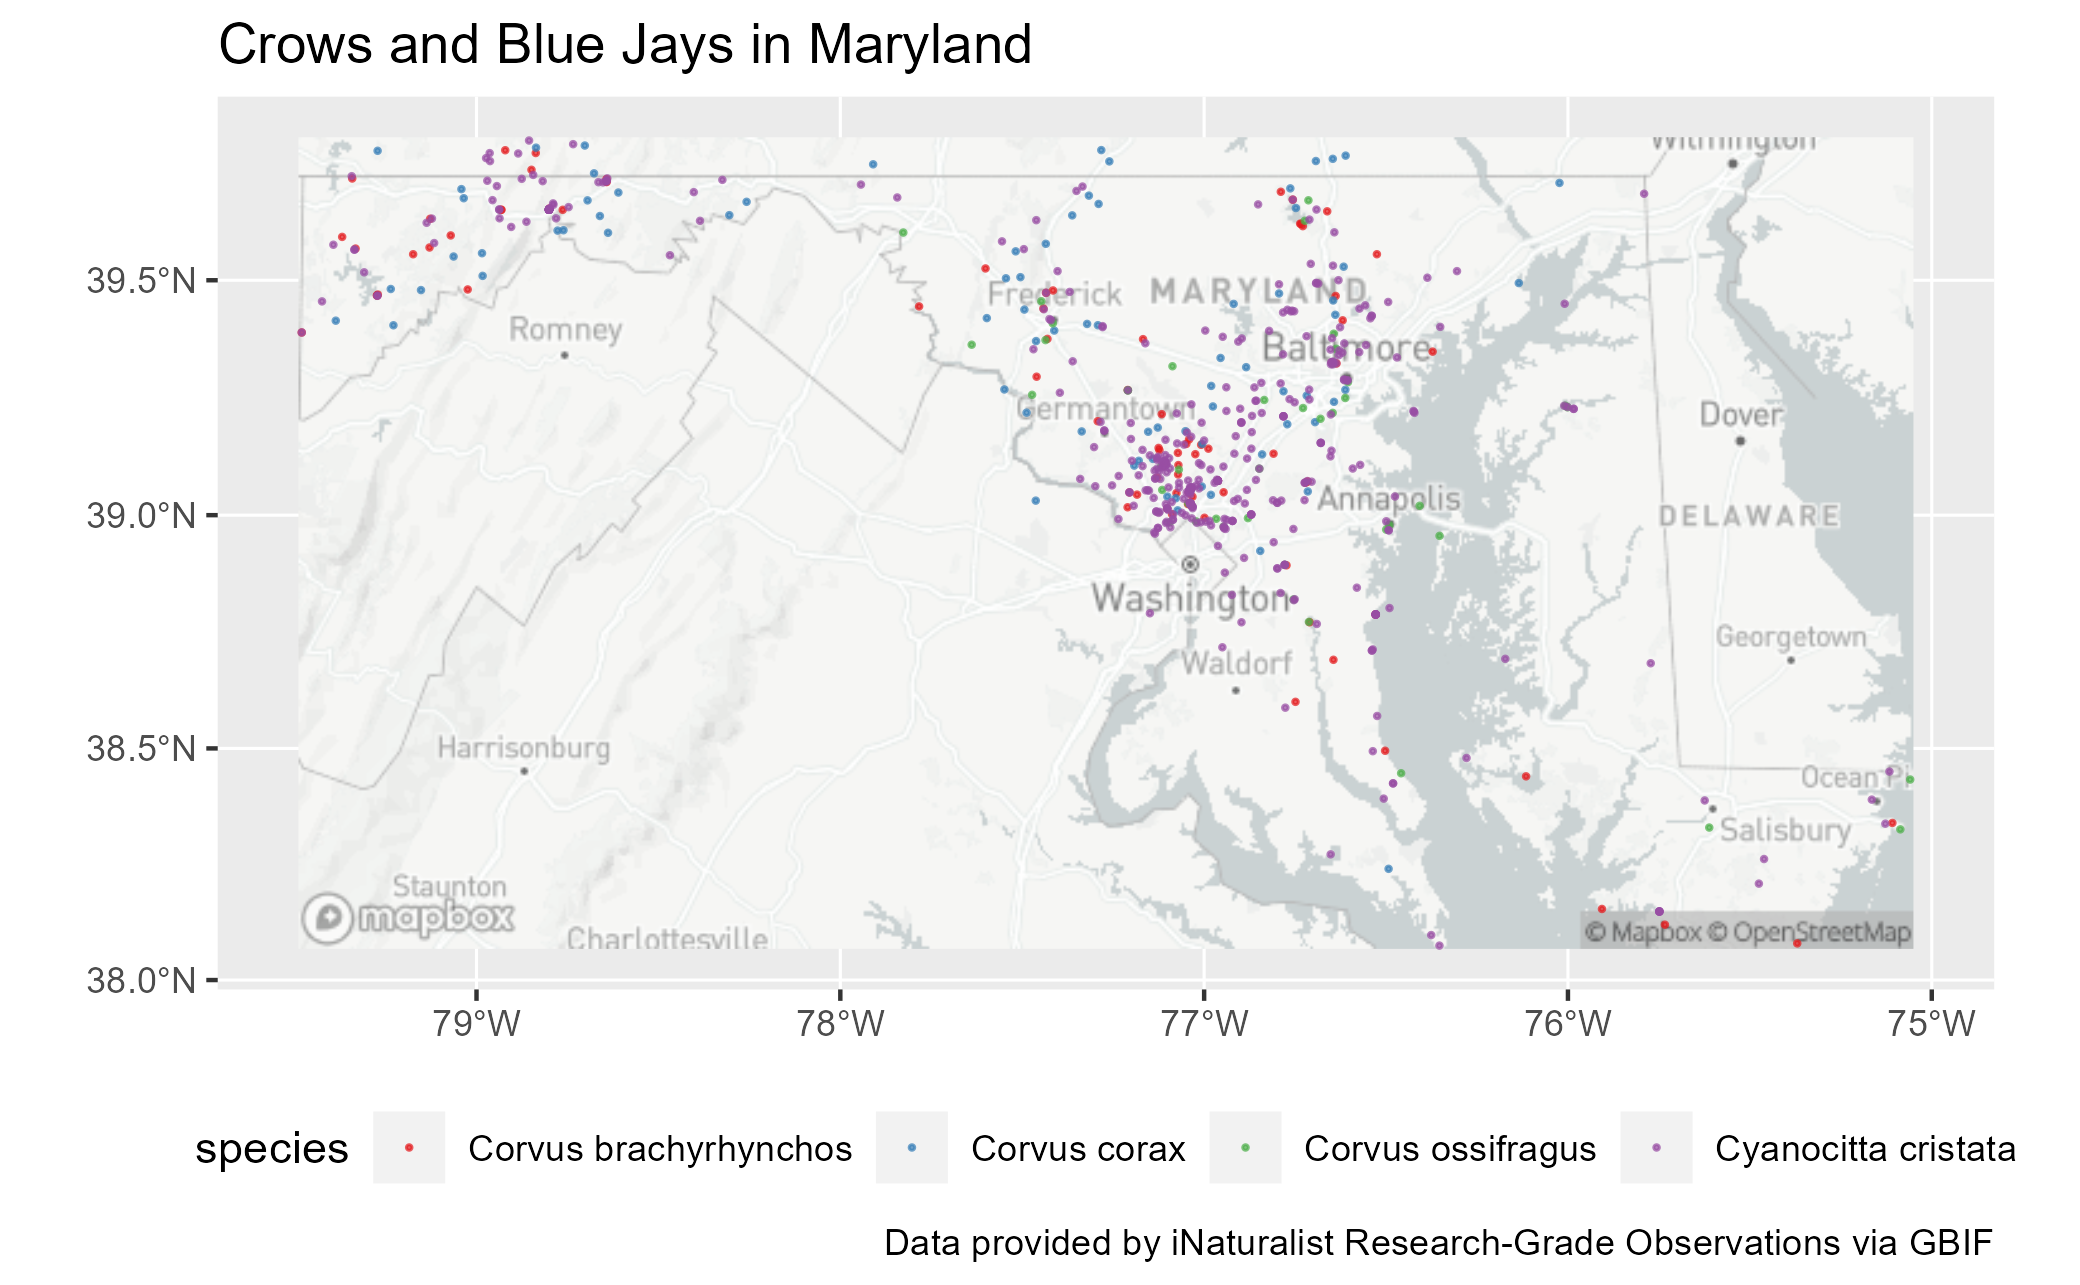 Crows and Blue Jays in Maryland
Wilmington
39.5°N
Frederick
MARYLAND
Romney
Baltimore
Germantown
Dover
39.0°N
Annapolis
DELAWARE
Washington
Georgetown
Waldorf
38.5°N
Harrisonburg
Ocean Pi
Salisbury
Staunton
mapbox
Charlottesville
© Mapbox © OpenStreetMap
38.0°N
79°W 78°W 77°W 76°W 75°W
species Corvus brachyrhynchos Corvus corax Corvus ossifragus Cyanocitta cristata
Data provided by iNaturalist Research-Grade Observations via GBIF